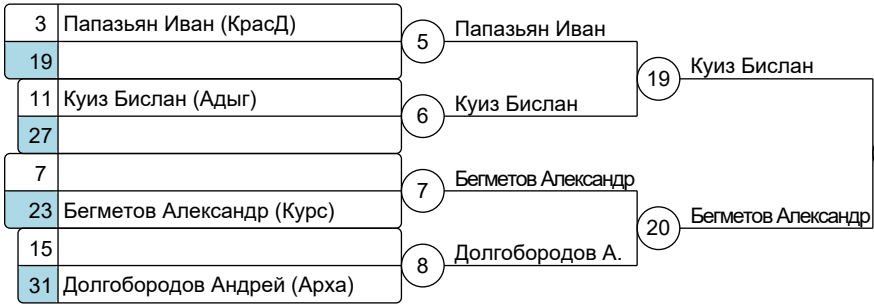 3 Папазьян Иван (КрасД)
19
11 Куиз Бислан (Адыг)
27
7
23 Бегметов Александр (Курс)
15
31 Долгобородов Андрей (Арха)
5 Папазьян Иван
6 Куиз Бислан
7 Бегметов Александр
8 Долгобородов А.
19 Куиз Бислан
20 Бегметов Александр